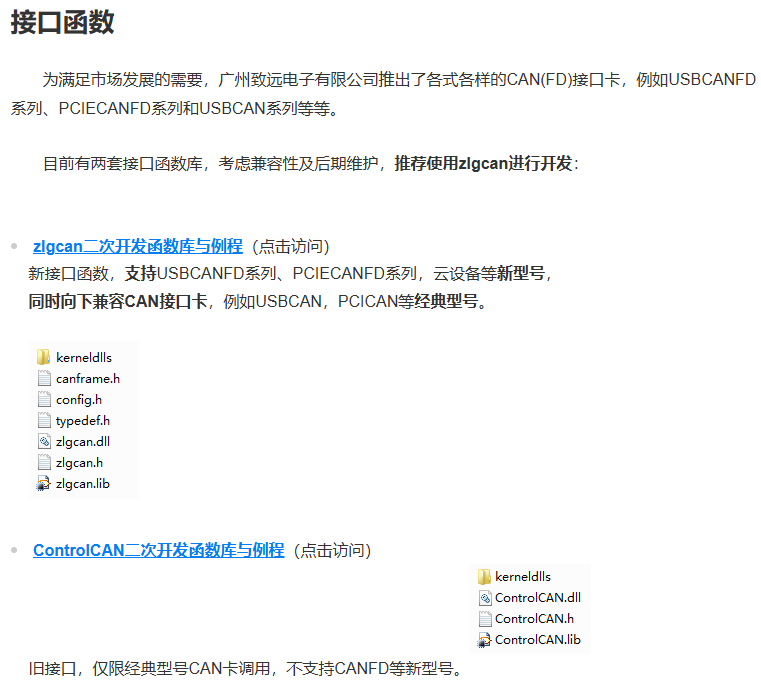 接口函数
为满足市场发展的需要，广州致远电子有限公司推出了各式各样的CAN(FD)接口卡，例如USBCANFD
系列、PCIECANFD系列和USBCAN系列等等。
目前有两套接口函数库，考虑兼容性及后期维护，推荐使用zlgcan进行开发：
zlgcan二次开发函数库与例程（点击访问）
新接口函数，支持USBCANFD系列、PCIECANFD系列，云设备等新型号，
同时向下兼容CAN接口卡，例如USBCAN，PCICAN等经典型号。
kerneldlls
canframe.h
config.h
typedef.h
zlgcan.dll
zlgcan.h
zlgcan.lib
ControlCAN二次开发函数库与例程（点击访问）
kerneldlls
ControlCAN.dll
ControlCAN.h
ControlCAN.lib
旧接口，仅限经典型号CAN卡调用，不支持CANFD等新型号。